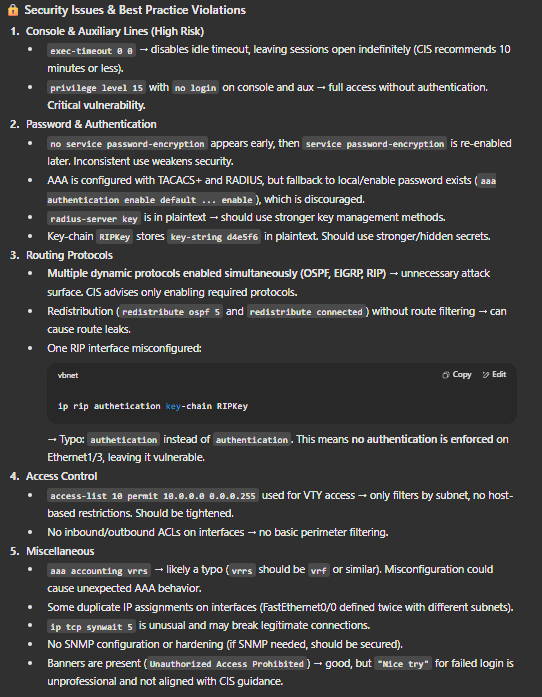 🔒 Security Issues & Best Practice Violations
1. Console & Auxiliary Lines (High Risk)
• exec-timeout 0 0 → disables idle timeout, leaving sessions open indefinitely (CIS recommends 10
minutes or less).
• privilege level 15 with no login on console and aux → full access without authentication.
Critical vulnerability.
2. Password & Authentication
• no service password-encryption appears early, then service password-encryption is re-enabled
later. Inconsistent use weakens security.
• AAA is configured with TACACS+ and RADIUS, but fallback to local/enable password exists (aaa
authentication enable default ... enable), which is discouraged.
• radius-server key is in plaintext → should use stronger key management methods.
• Key-chain RIPKey stores key-string d4e5f6 in plaintext. Should use stronger/hidden secrets.
3. Routing Protocols
• Multiple dynamic protocols enabled simultaneously (OSPF, EIGRP, RIP) → unnecessary attack
surface. CIS advises only enabling required protocols.
• Redistribution (redistribute ospf 5 and redistribute connected) without route filtering → can
cause route leaks.
• One RIP interface misconfigured:
vbnet Copy Edit
ip rip authetication key-chain RIPKey
→ Typo: authetication instead of authentication. This means no authentication is enforced on
Ethernet1/3, leaving it vulnerable.
4. Access Control
• access-list 10 permit 10.0.0.0 0.0.0.255 used for VTY access → only filters by subnet, no host-
based restrictions. Should be tightened.
• No inbound/outbound ACLs on interfaces → no basic perimeter filtering.
5. Miscellaneous
• aaa accounting vrrs → likely a typo (vrrs should be vrf or similar). Misconfiguration could
cause unexpected AAA behavior.
• Some duplicate IP assignments on interfaces (FastEthernet0/0 defined twice with different subnets).
• ip tcp synwait 5 is unusual and may break legitimate connections.
• No SNMP configuration or hardening (if SNMP needed, should be secured).
• Banners are present (Unauthorized Access Prohibited) → good, but "Nice try" for failed login is
unprofessional and not aligned with CIS guidance.